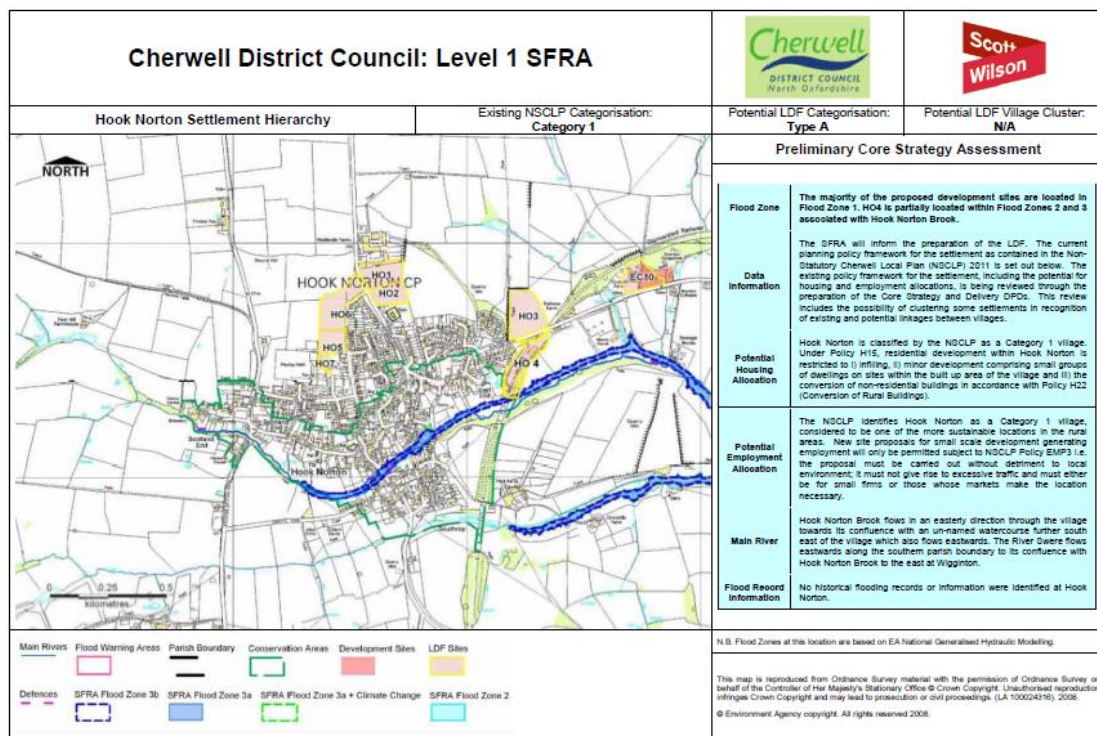 Cherwell District Council: Level 1 SFRA
Cherwell
DISTRICT COUNCIL
North Oxfordshire
Scott
Wilson
Hook Norton Settlement Hierarchy
Existing NSCLP Categorisation:
Category 1
Potential LDF Categorisation:
Type A
Potential LDF Village Cluster:
N/A
NORTH
HO1
HOOK NORTON CP
HO2
HO6
HO5
HO7
HO3
HO 4
EC10
Dismantled Railway
Scotland
End
Hook Norton
Southrop
0
0.25
0.5
kilometres
Preliminary Core Strategy Assessment
Flood Zone
The majority of the proposed development sites are located in
Flood Zone 1. HO4 is partially located within Flood Zones 2 and 3
associated with Hook Norton Brook.
Data
Information
The SFRA will inform the preparation of the LDF. The current
planning policy framework for the settlement as contained in the Non-
Statutory Cherwell Local Plan (NSCLP) 2011 is set out below. The
existing policy framework for the settlement, including the potential for
housing and employment allocations, is being reviewed through the
preparation of the Core Strategy and Delivery DPDs. This review
includes the possibility of clustering some settlements in recognition
of existing and potential linkages between villages.
Potential
Housing
Allocation
Hook Norton is classified by the NSCLP as a Category 1 village.
Under Policy H15, residential development within Hook Norton is
restricted to i) infilling, ii) minor development comprising small groups
of dwellings on sites within the built up area of the village and iii) the
conversion of non-residential buildings in accordance with Policy H22
(Conversion of Rural Buildings).
Potential
Employment
Allocation
The NSCLP identifies Hook Norton as a Category 1 village,
considered to be one of the more sustainable locations in the rural
areas. New site proposals for small scale development generating
employment will only be permitted subject to NSCLP Policy EMP3 i.e.
the proposal must be carried out without detriment to local
environment; it must not give rise to excessive traffic and must either
be for small firms or those whose markets make the location
necessary.
Main River
Hook Norton Brook flows in an easterly direction through the village
towards its confluence with an un-named watercourse further south
east of the village which also flows eastwards. The River Swere flows
eastwards along the southern parish boundary to its confluence with
Hook Norton Brook to the east at Wigginton.
Flood Record
Information
No historical flooding records or information were identified at Hook
Norton.
N.B. Flood Zones at this location are based on EA National Generalised Hydraulic Modelling.
This map is reproduced from Ordnance Survey material with the permission of Ordnance Survey on
behalf of the Controller of Her Majesty's Stationary Office © Crown Copyright. Unauthorised reproduction
infringes Crown Copyright and may lead to prosecution or civil proceedings. (LA 100024316). 2008.
© Environment Agency copyright. All rights reserved 2008.
Main Rivers
Flood Warning Areas
Parish Boundary
Conservation Areas
Development Sites
LDF Sites
Defences
SFRA Flood Zone 3b
SFRA Flood Zone 3a
SFRA Flood Zone 3a + Climate Change
SFRA Flood Zone 2